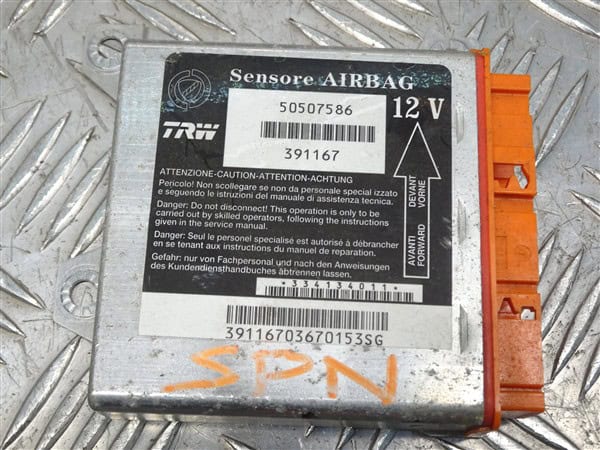 Sensore AIRBAG
50507586
12 V
TRW
391167
ATTENZIONE-CAUTION-ATTENTION-ACHTUNG
Pericolo! Non scollegare se non da personale special izzato
e seguendo le istruzioni del manuale di assistenza tecnica.
Danger: Do not disconnect! This operation is only to be
carried out by skilled operators, following the instructions
given in the service manual.
Danger: Seul le personel specialisé est autorisé à débrancher
en se tenant aux instructions du manuel de reparation.
Gefahr: nur von Fachpersonal und nach den Anweisungen
des Kundendiensthandbuches äbtrennen lassen.
AVANTI DEVANT
FORWARD VORNE
*334134011*
39116703670153SG
SPN